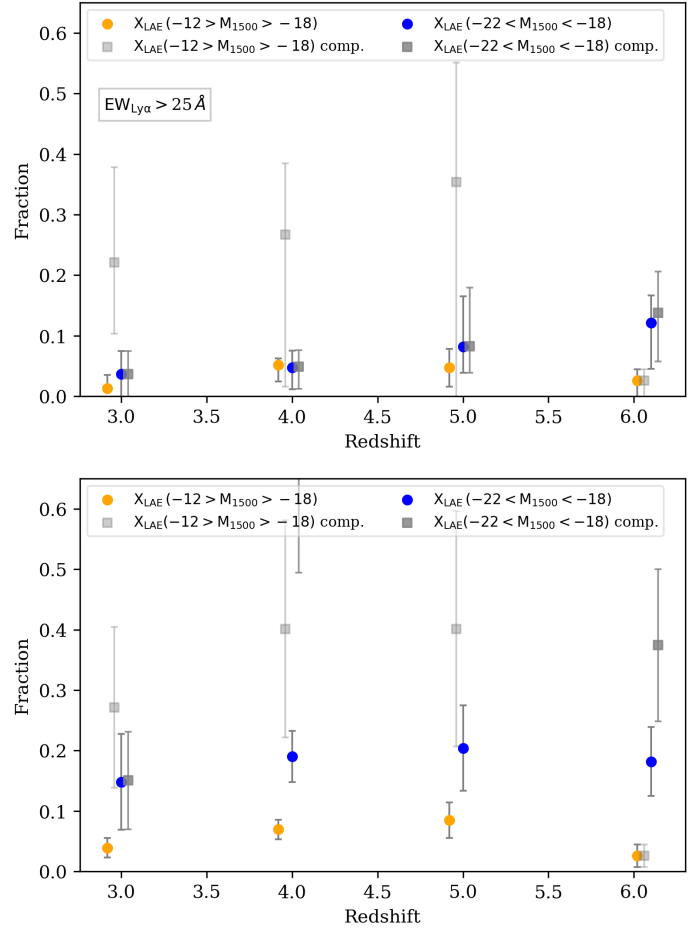 X_LAE (−12 > M_1500 > −18)
X_LAE (−22 < M_1500 < −18)
X_LAE(−12 > M_1500 > −18) comp.
X_LAE(−22 < M_1500 < −18) comp.
EW_Lyα > 25 Å
Fraction
0.6
0.5
0.4
0.3
0.2
0.1
0.0
3.0 3.5 4.0 4.5 5.0 5.5 6.0
Redshift
X_LAE (−12 > M_1500 > −18)
X_LAE (−22 < M_1500 < −18)
X_LAE(−12 > M_1500 > −18) comp.
X_LAE(−22 < M_1500 < −18) comp.
Fraction
0.6
0.5
0.4
0.3
0.2
0.1
0.0
3.0 3.5 4.0 4.5 5.0 5.5 6.0
Redshift